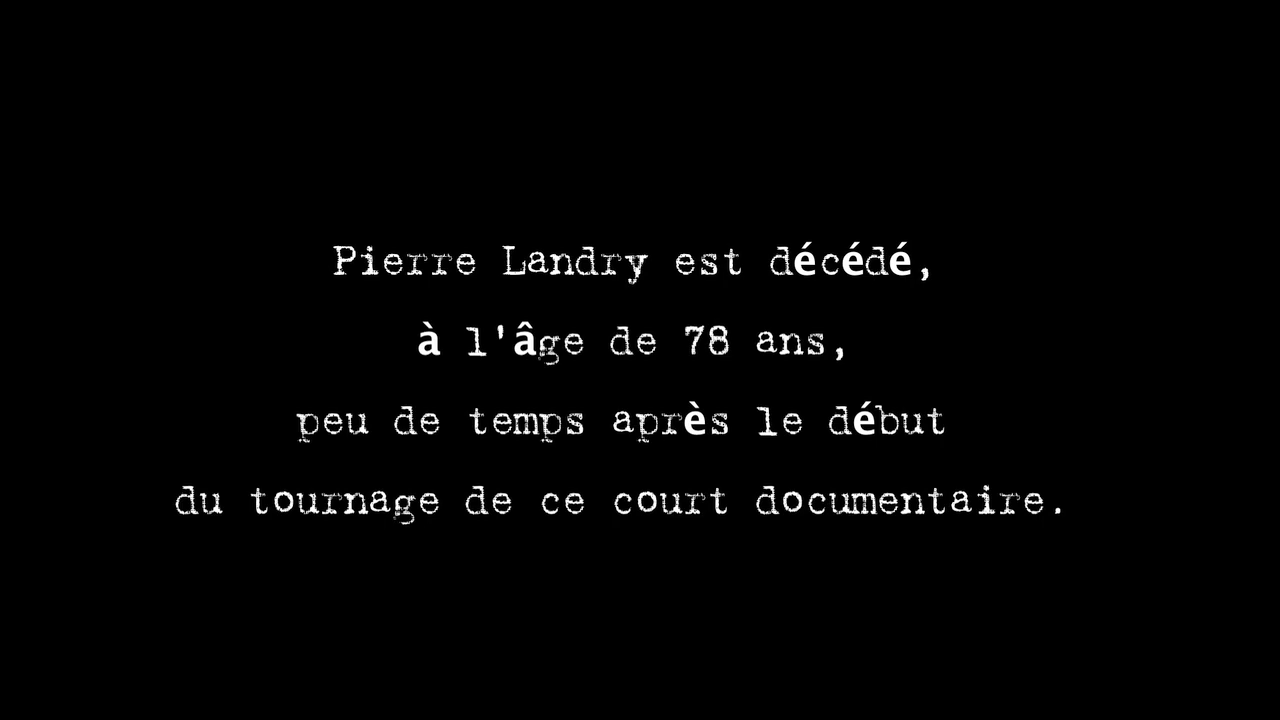 Pierre Landry est décédé,
à l'âge de 78 ans,
peu de temps après le début
du tournage de ce court documentaire.